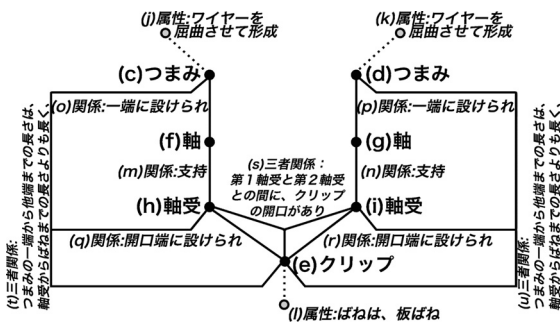 (j)属性:ワイヤーを
屈曲させて形成
(k)属性:ワイヤーを
屈曲させて形成
(c)つまみ
(d)つまみ
(o)関係:一端に設けられ
(p)関係:一端に設けられ
(f)軸
(g)軸
(m)関係:支持
(n)関係:支持
(s)三者関係：
第１軸受と第２軸受
との間に、クリップ
の開口があり
(h)軸受
(i)軸受
(q)関係:開口端に設けられ
(r)関係:開口端に設けられ
(e)クリップ
(l)属性:ばねは、板ばね
(t)三者関係:
つまみの一端から他端までの長さは、
軸受からばねまでの長さよりも長く、
(u)三者関係:
つまみの一端から他端までの長さは、
軸受からばねまでの長さよりも長く、